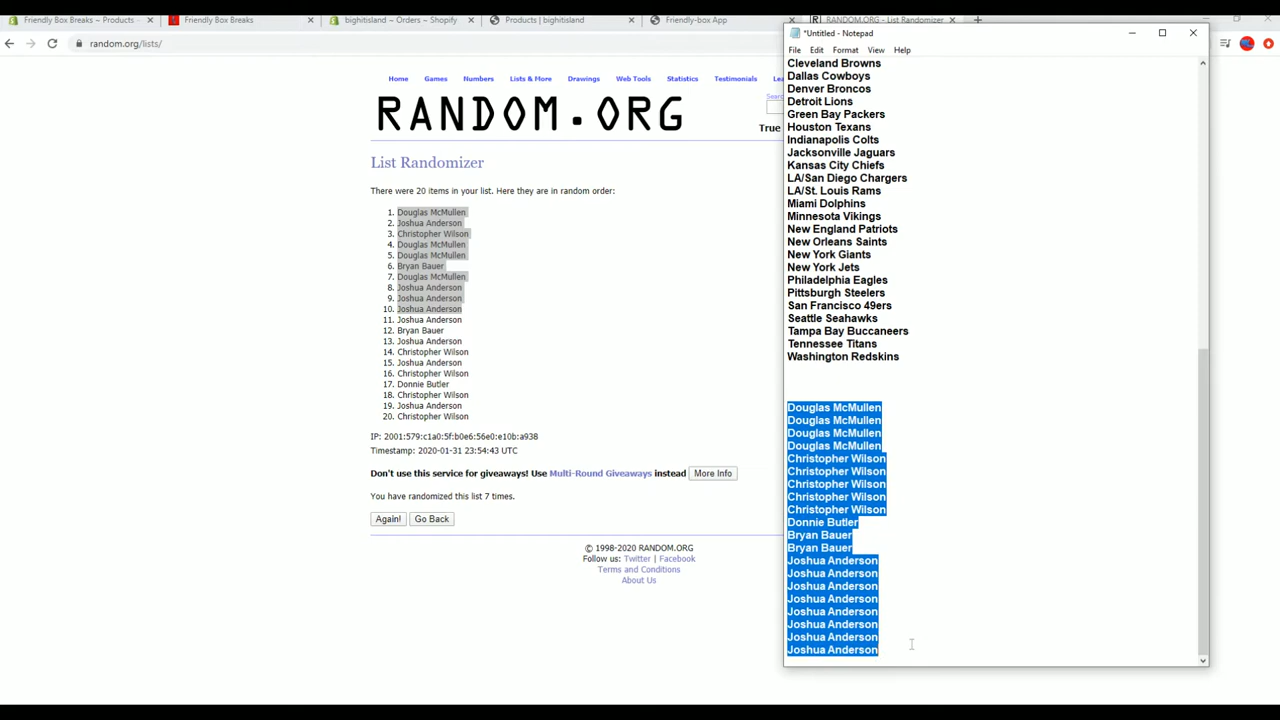 Friendly Box Breaks ~ Products
Friendly Box Breaks
bighitisland ~ Orders ~ Shopify
Products | bighitisland
Friendly-box App
RANDOM.ORG - List Randomizer
random.org/lists/
Home Games Numbers Lists & More Drawings Web Tools Statistics Testimonials
RANDOM.ORG
True
List Randomizer
There were 20 items in your list. Here they are in random order:
1. Douglas McMullen
2. Joshua Anderson
3. Christopher Wilson
4. Douglas McMullen
5. Douglas McMullen
6. Bryan Bauer
7. Douglas McMullen
8. Joshua Anderson
9. Joshua Anderson
10. Joshua Anderson
11. Joshua Anderson
12. Bryan Bauer
13. Joshua Anderson
14. Christopher Wilson
15. Joshua Anderson
16. Christopher Wilson
17. Donnie Butler
18. Christopher Wilson
19. Joshua Anderson
20. Christopher Wilson
IP: 2001:579:c1a0:5f:b0e6:56e0:e10b:a938
Timestamp: 2020-01-31 23:54:43 UTC
Don't use this service for giveaways! Use Multi-Round Giveaways instead More Info
You have randomized this list 7 times.
Again! Go Back
© 1998-2020 RANDOM.ORG
Follow us: Twitter | Facebook
Terms and Conditions
About Us
*Untitled - Notepad
File Edit Format View Help
Cleveland Browns
Dallas Cowboys
Denver Broncos
Detroit Lions
Green Bay Packers
Houston Texans
Indianapolis Colts
Jacksonville Jaguars
Kansas City Chiefs
LA/San Diego Chargers
LA/St. Louis Rams
Miami Dolphins
Minnesota Vikings
New England Patriots
New Orleans Saints
New York Giants
New York Jets
Philadelphia Eagles
Pittsburgh Steelers
San Francisco 49ers
Seattle Seahawks
Tampa Bay Buccaneers
Tennessee Titans
Washington Redskins
Douglas McMullen
Douglas McMullen
Douglas McMullen
Douglas McMullen
Christopher Wilson
Christopher Wilson
Christopher Wilson
Christopher Wilson
Christopher Wilson
Donnie Butler
Bryan Bauer
Bryan Bauer
Joshua Anderson
Joshua Anderson
Joshua Anderson
Joshua Anderson
Joshua Anderson
Joshua Anderson
Joshua Anderson
Joshua Anderson